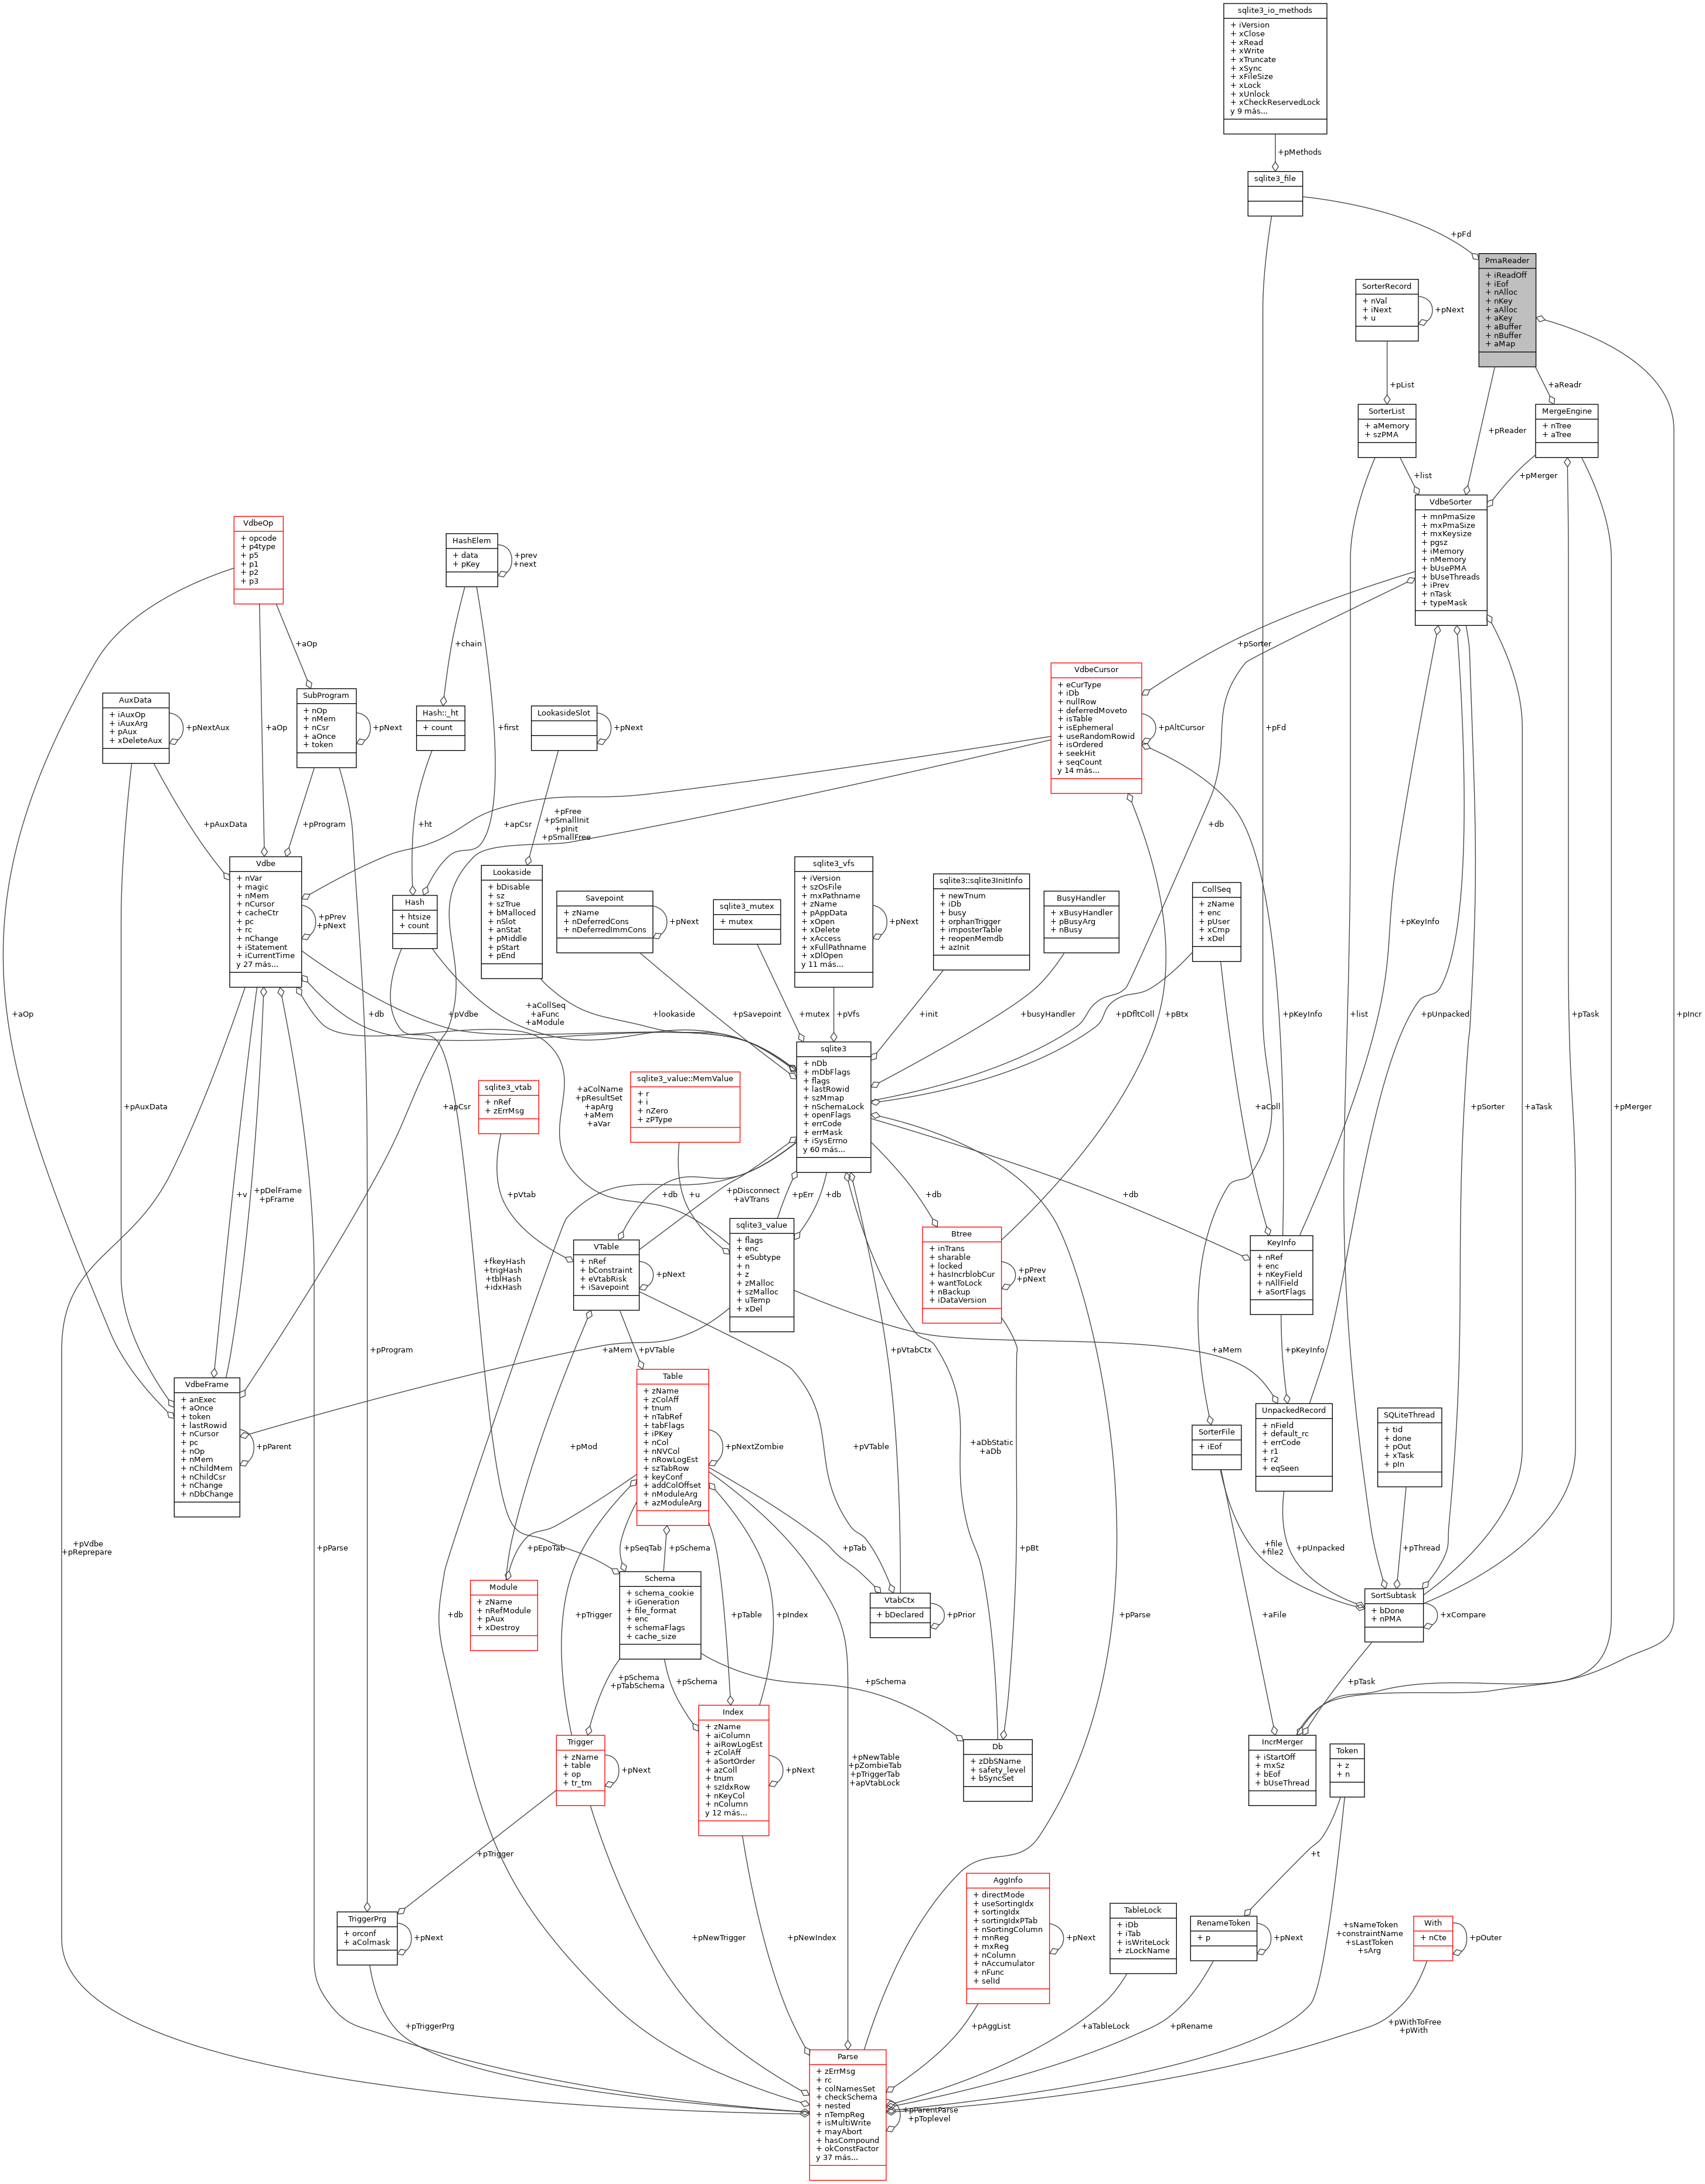 sqlite3_io_methods
+ iVersion
+ xClose
+ xRead
+ xWrite
+ xTruncate
+ xSync
+ xFileSize
+ xLock
+ xUnlock
+ xCheckReservedLock
y 9 más...
+pMethods
sqlite3_file
+pFd
PmaReader
+ iReadOff
+ iEof
+ nAlloc
+ nKey
+ aAlloc
+ aKey
+ aBuffer
+ nBuffer
+ aMap
SorterRecord
+ nVal
+ iNext
+ u
+pNext
+pList
+aReadr
SorterList
+ aMemory
+ szPMA
MergeEngine
+ nTree
+ aTree
+pReader
+list
+pMerger
VdbeSorter
+ mnPmaSize
+ mxPmaSize
+ mxKeysize
+ pgsz
+ iMemory
+ nMemory
+ bUsePMA
+ bUseThreads
+ iPrev
+ nTask
+ typeMask
VdbeOp
+ opcode
+ p4type
+ p5
+ p1
+ p2
+ p3
HashElem
+ data
+ pKey
+prev
+next
+aOp
+chain
+pSorter
VdbeCursor
+ eCurType
+ iDb
+ nullRow
+ deferredMoveto
+ isTable
+ isEphemeral
+ useRandomRowid
+ isOrdered
+ seekHit
+ seqCount
y 14 más...
+pAltCursor
AuxData
+ iAuxOp
+ iAuxArg
+ pAux
+ xDeleteAux
+pNextAux
SubProgram
+ nOp
+ nMem
+ nCsr
+ aOnce
+ token
+pNext
Hash::_ht
+ count
LookasideSlot
+pNext
+aOp
+first
+pFd
+pAuxData
+pProgram
+ht
+apCsr
+pFree
+pSmallInit
+pInit
+pSmallFree
+db
Vdbe
+ nVar
+ magic
+ nMem
+ nCursor
+ cacheCtr
+ pc
+ rc
+ nChange
+ iStatement
+ iCurrentTime
y 27 más...
+pPrev
+pNext
Hash
+ htsize
+ count
Lookaside
+ bDisable
+ sz
+ szTrue
+ bMalloced
+ nSlot
+ anStat
+ pMiddle
+ pStart
+ pEnd
Savepoint
+ zName
+ nDeferredCons
+ nDeferredImmCons
+pNext
sqlite3_mutex
+ mutex
sqlite3_vfs
+ iVersion
+ szOsFile
+ mxPathname
+ zName
+ pAppData
+ xOpen
+ xDelete
+ xAccess
+ xFullPathname
+ xDlOpen
y 11 más...
+pNext
sqlite3::sqlite3InitInfo
+ newTnum
+ iDb
+ busy
+ orphanTrigger
+ imposterTable
+ reopenMemdb
+ azInit
BusyHandler
+ xBusyHandler
+ pBusyArg
+ nBusy
CollSeq
+ zName
+ enc
+ pUser
+ xCmp
+ xDel
+pKeyInfo
+aOp
+db
+pVdbe
+aCollSeq
+aFunc
+aModule
+lookaside
+pSavepoint
+mutex
+pVfs
+init
+busyHandler
+pDfltColl
+pBtx
+pKeyInfo
+list
+pUnpacked
+pTask
+pIncr
sqlite3
+ nDb
+ mDbFlags
+ flags
+ lastRowid
+ szMmap
+ nSchemaLock
+ openFlags
+ errCode
+ errMask
+ iSysErrno
y 60 más...
+pAuxData
+apCsr
sqlite3_vtab
+ nRef
+ zErrMsg
+aColName
+pResultSet
+apArg
+aMem
+aVar
sqlite3_value::MemValue
+ r
+ i
+ nZero
+ zPType
+aColl
+pSorter
+aTask
+pMerger
+v
+pDelFrame
+pFrame
+pVtab
+db
+u
+pDisconnect
+aVTrans
+pErr
+db
+db
+db
sqlite3_value
+ flags
+ enc
+ eSubtype
+ n
+ z
+ zMalloc
+ szMalloc
+ uTemp
+ xDel
Btree
+ inTrans
+ sharable
+ locked
+ hasIncrblobCur
+ wantToLock
+ nBackup
+ iDataVersion
+pPrev
+pNext
KeyInfo
+ nRef
+ enc
+ nKeyField
+ nAllField
+ aSortFlags
+fkeyHash
+trigHash
+tblHash
+idxHash
VTable
+ nRef
+ bConstraint
+ eVtabRisk
+ iSavepoint
+pNext
+pProgram
+aMem
+pVTable
+pVtabCtx
+aMem
+pKeyInfo
VdbeFrame
+ anExec
+ aOnce
+ token
+ lastRowid
+ nCursor
+ pc
+ nOp
+ nMem
+ nChildMem
+ nChildCsr
+ nChange
+ nDbChange
+pParent
Table
+ zName
+ zColAff
+ tnum
+ nTabRef
+ tabFlags
+ iPKey
+ nCol
+ nNVCol
+ nRowLogEst
+ szTabRow
+ keyConf
+ addColOffset
+ nModuleArg
+ azModuleArg
+pNextZombie
+pMod
+pVTable
+aDbStatic
+aDb
SorterFile
+ iEof
UnpackedRecord
+ nField
+ default_rc
+ errCode
+ r1
+ r2
+ eqSeen
SQLiteThread
+ tid
+ done
+ pOut
+ xTask
+ pIn
+pVdbe
+pReprepare
+pParse
+pEpoTab
+pSeqTab
+pSchema
+pTab
+pBt
+file
+file2
+pUnpacked
+pThread
Module
+ zName
+ nRefModule
+ pAux
+ xDestroy
Schema
+ schema_cookie
+ iGeneration
+ file_format
+ enc
+ schemaFlags
+ cache_size
VtabCtx
+ bDeclared
+pPrior
SortSubtask
+ bDone
+ nPMA
+xCompare
+db
+pTrigger
+pTable
+pIndex
+pParse
+aFile
+pSchema
+pTabSchema
+pSchema
+pSchema
+pTask
Trigger
+ zName
+ table
+ op
+ tr_tm
+pNext
Index
+ zName
+ aiColumn
+ aiRowLogEst
+ zColAff
+ aSortOrder
+ azColl
+ tnum
+ szIdxRow
+ nKeyCol
+ nColumn
y 12 más...
+pNext
+pNewTable
+pZombieTab
+pTriggerTab
+apVtabLock
Db
+ zDbSName
+ safety_level
+ bSyncSet
IncrMerger
+ iStartOff
+ mxSz
+ bEof
+ bUseThread
Token
+ z
+ n
+pTrigger
+t
TriggerPrg
+ orconf
+ aColmask
+pNext
+pNewTrigger
+pNewIndex
AggInfo
+ directMode
+ useSortingIdx
+ sortingIdx
+ sortingIdxPTab
+ nSortingColumn
+ mnReg
+ mxReg
+ nColumn
+ nAccumulator
+ nFunc
+ selId
+pNext
TableLock
+ iDb
+ iTab
+ isWriteLock
+ zLockName
RenameToken
+ p
+pNext
+sNameToken
+constraintName
+sLastToken
+sArg
With
+ nCte
+pOuter
+pTriggerPrg
+pAggList
+aTableLock
+pRename
+pWithToFree
+pWith
Parse
+ zErrMsg
+ rc
+ colNamesSet
+ checkSchema
+ nested
+ nTempReg
+ isMultiWrite
+ mayAbort
+ hasCompound
+ okConstFactor
y 37 más...
+pParentParse
+pToplevel